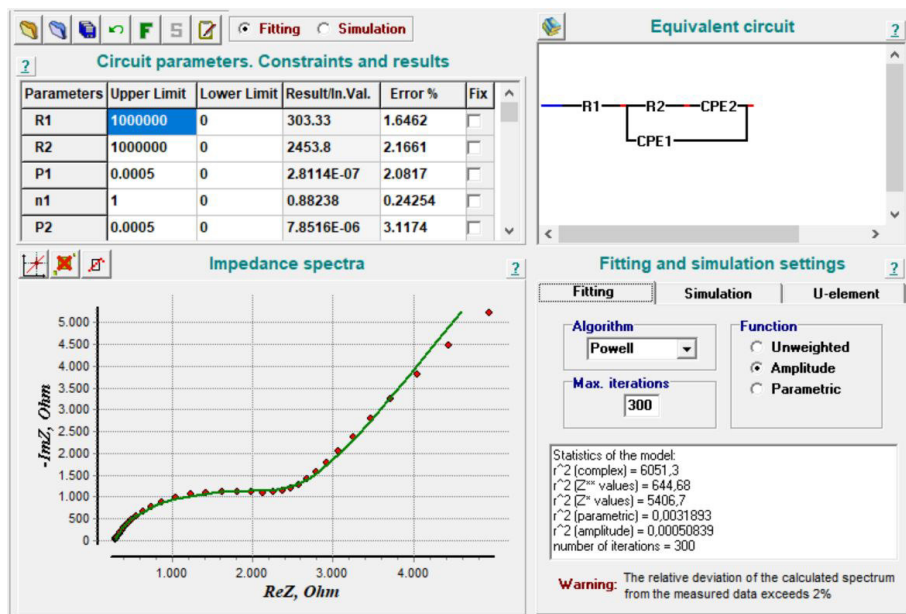 F S Fitting Simulation
? Circuit parameters. Constraints and results
Parameters Upper Limit Lower Limit Result/In.Val. Error % Fix
R1 1000000 0 303.33 1.6462
R2 1000000 0 2453.8 2.1661
P1 0.0005 0 2.8114E-07 2.0817
n1 1 0 0.88238 0.24254
P2 0.0005 0 7.8516E-06 3.1174
Equivalent circuit ?
R1 R2 CPE2
CPE1
Impedance spectra ?
-ImZ, Ohm
5.000
4.500
4.000
3.500
3.000
2.500
2.000
1.500
1.000
500
0
1.000 2.000 3.000 4.000
ReZ, Ohm
Fitting and simulation settings ?
Fitting Simulation U-element
Algorithm
Powell
Max. iterations
300
Function
Unweighted
Amplitude
Parametric
Statistics of the model:
r^2 (complex) = 6051,3
r^2 (Z'' values) = 644,68
r^2 (Z' values) = 5406,7
r^2 (parametric) = 0,0031893
r^2 (amplitude) = 0,00050839
number of iterations = 300
Warning: The relative deviation of the calculated spectrum
from the measured data exceeds 2%